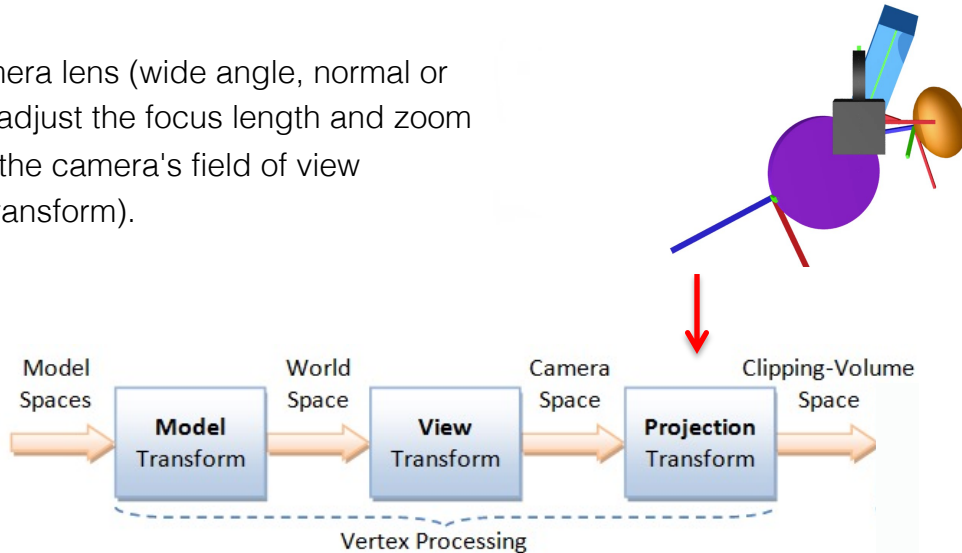 mera lens (wide angle, normal or
adjust the focus length and zoom
the camera's field of view
ransform).
Model
Spaces
World
Space
Camera
Space
Clipping-Volume
Space
Model
Transform
View
Transform
Projection
Transform
Vertex Processing